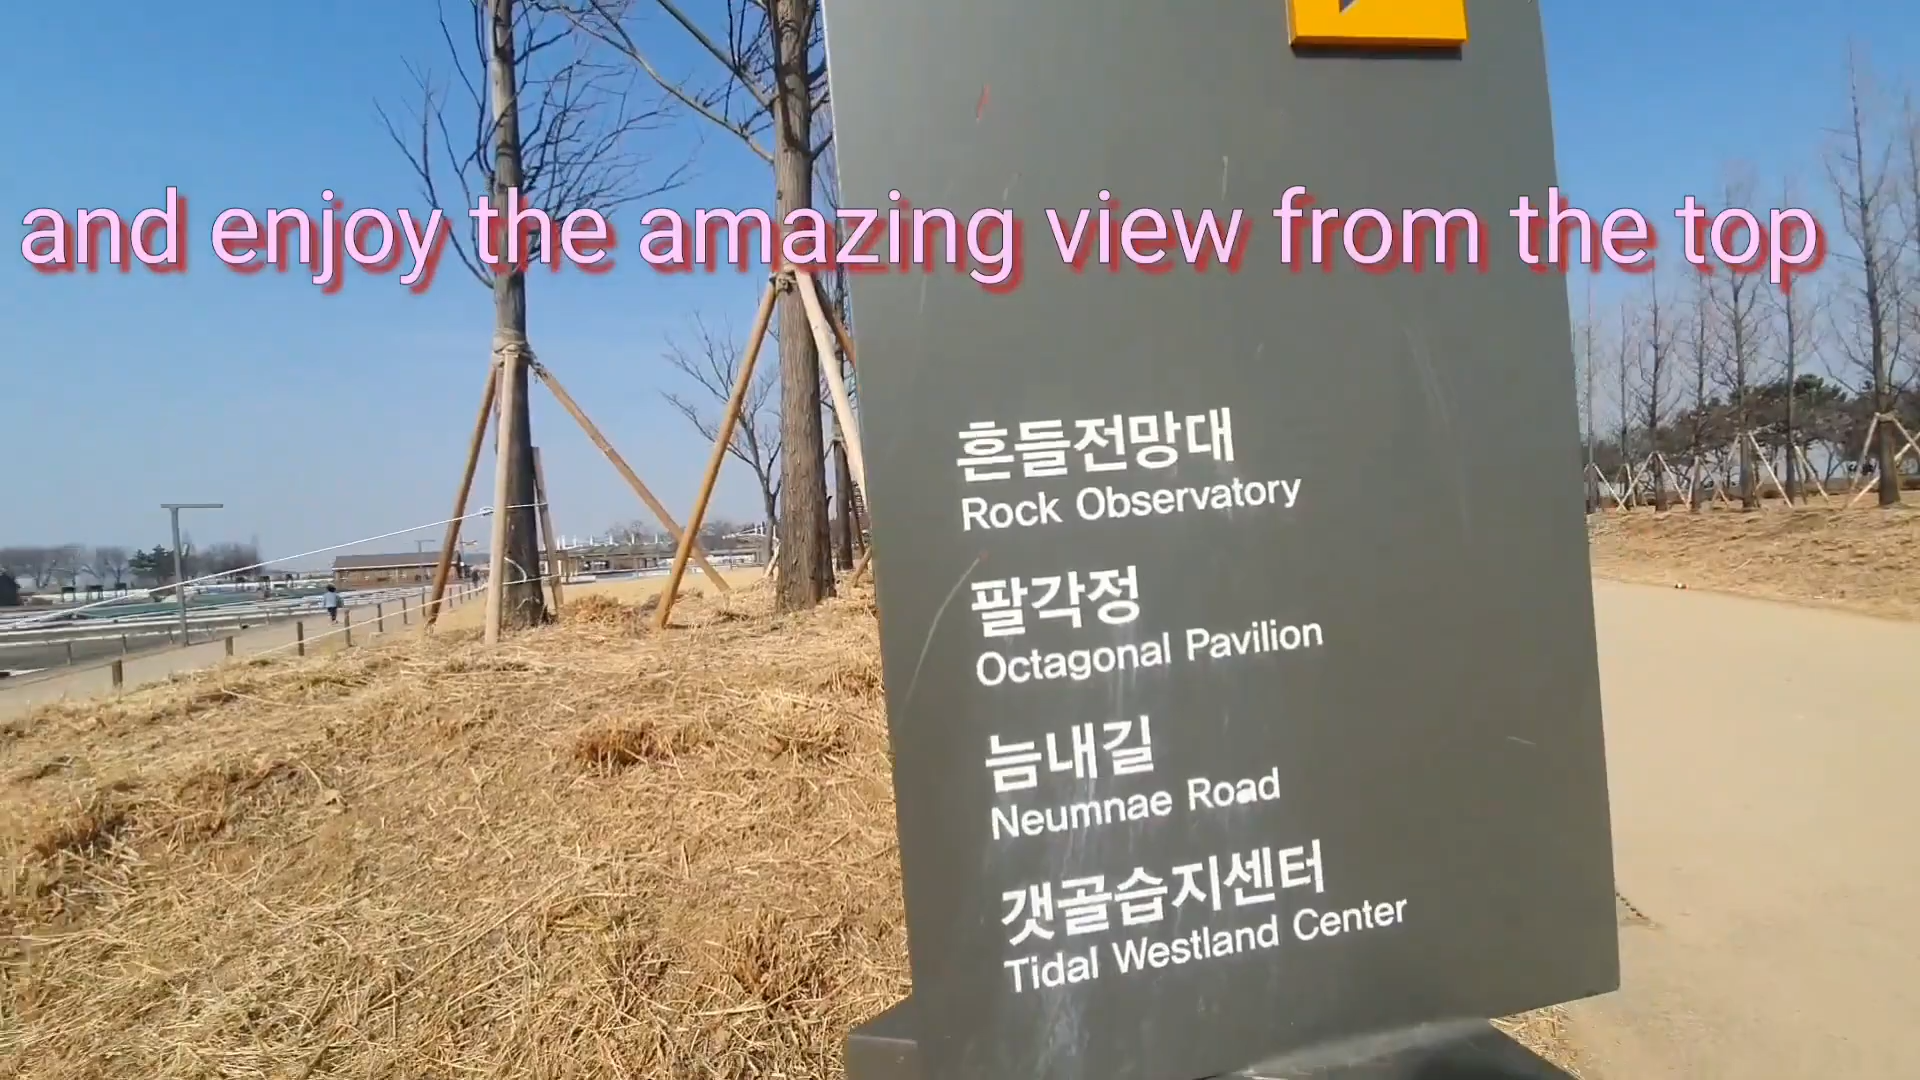 and enjoy the amazing view from the top
흔들전망대
Rock Observatory
팔각정
Octagonal Pavilion
늠내길
Neumnae Road
갯골습지센터
Tidal Westland Center